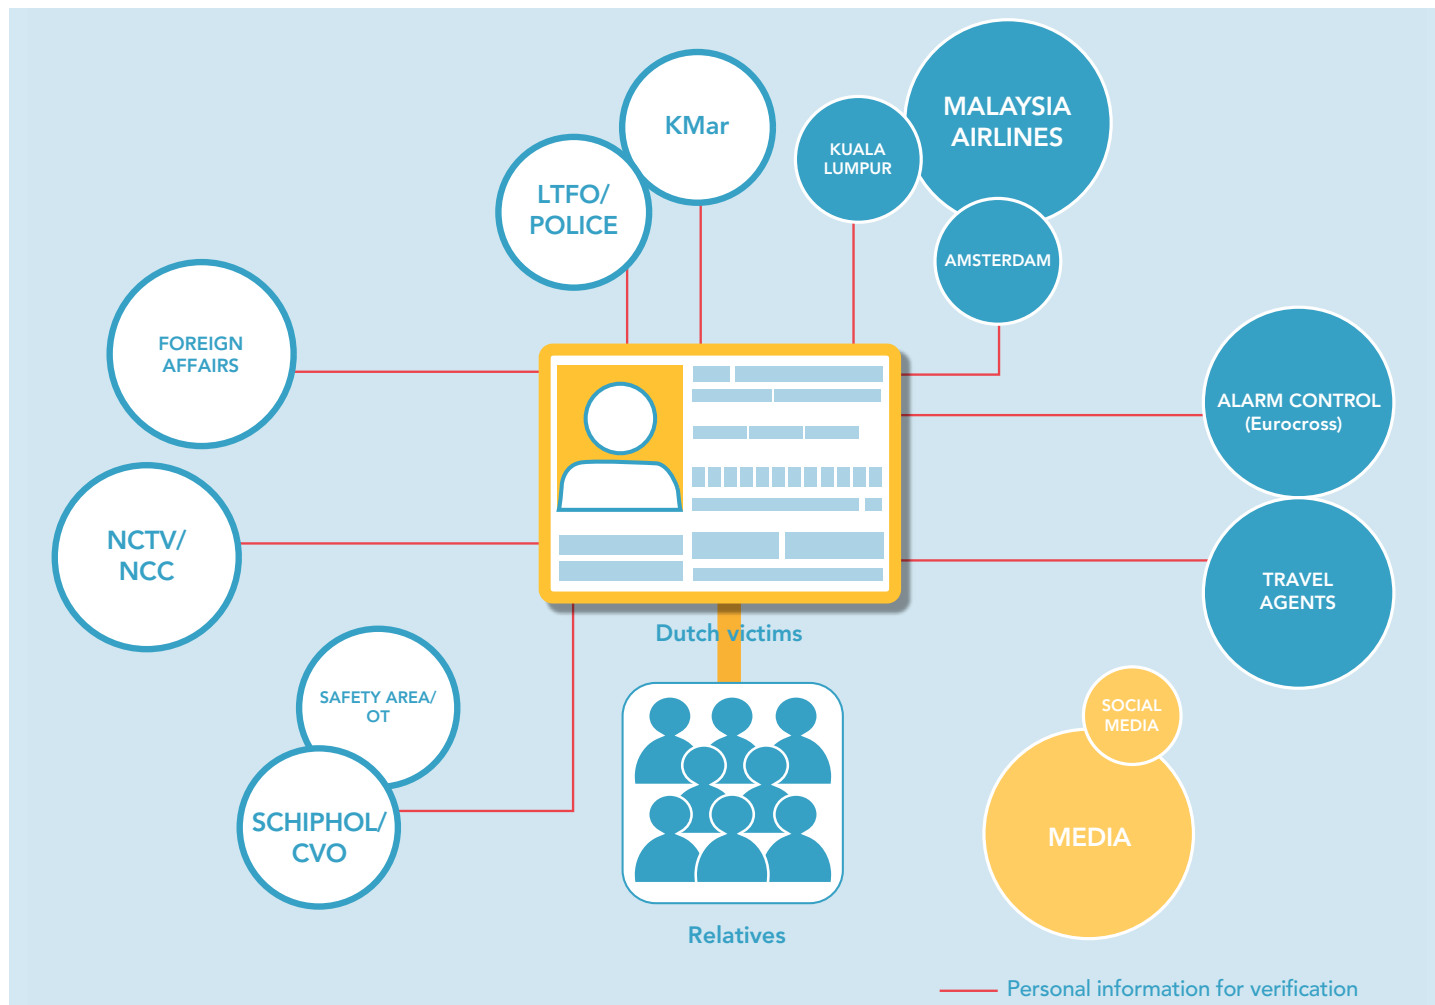 MALAYSIA
AIRLINES
KMar
KUALA
LUMPUR
LTFO/
POLICE
AMSTERDAM
FOREIGN
AFFAIRS
ALARM CONTROL
(Eurocross)
NCTV/
NCC
TRAVEL
AGENTS
Dutch victims
SAFETY AREA/
OT
SOCIAL
MEDIA
SCHIPHOL/
CVO
MEDIA
Relatives
Personal information for verification